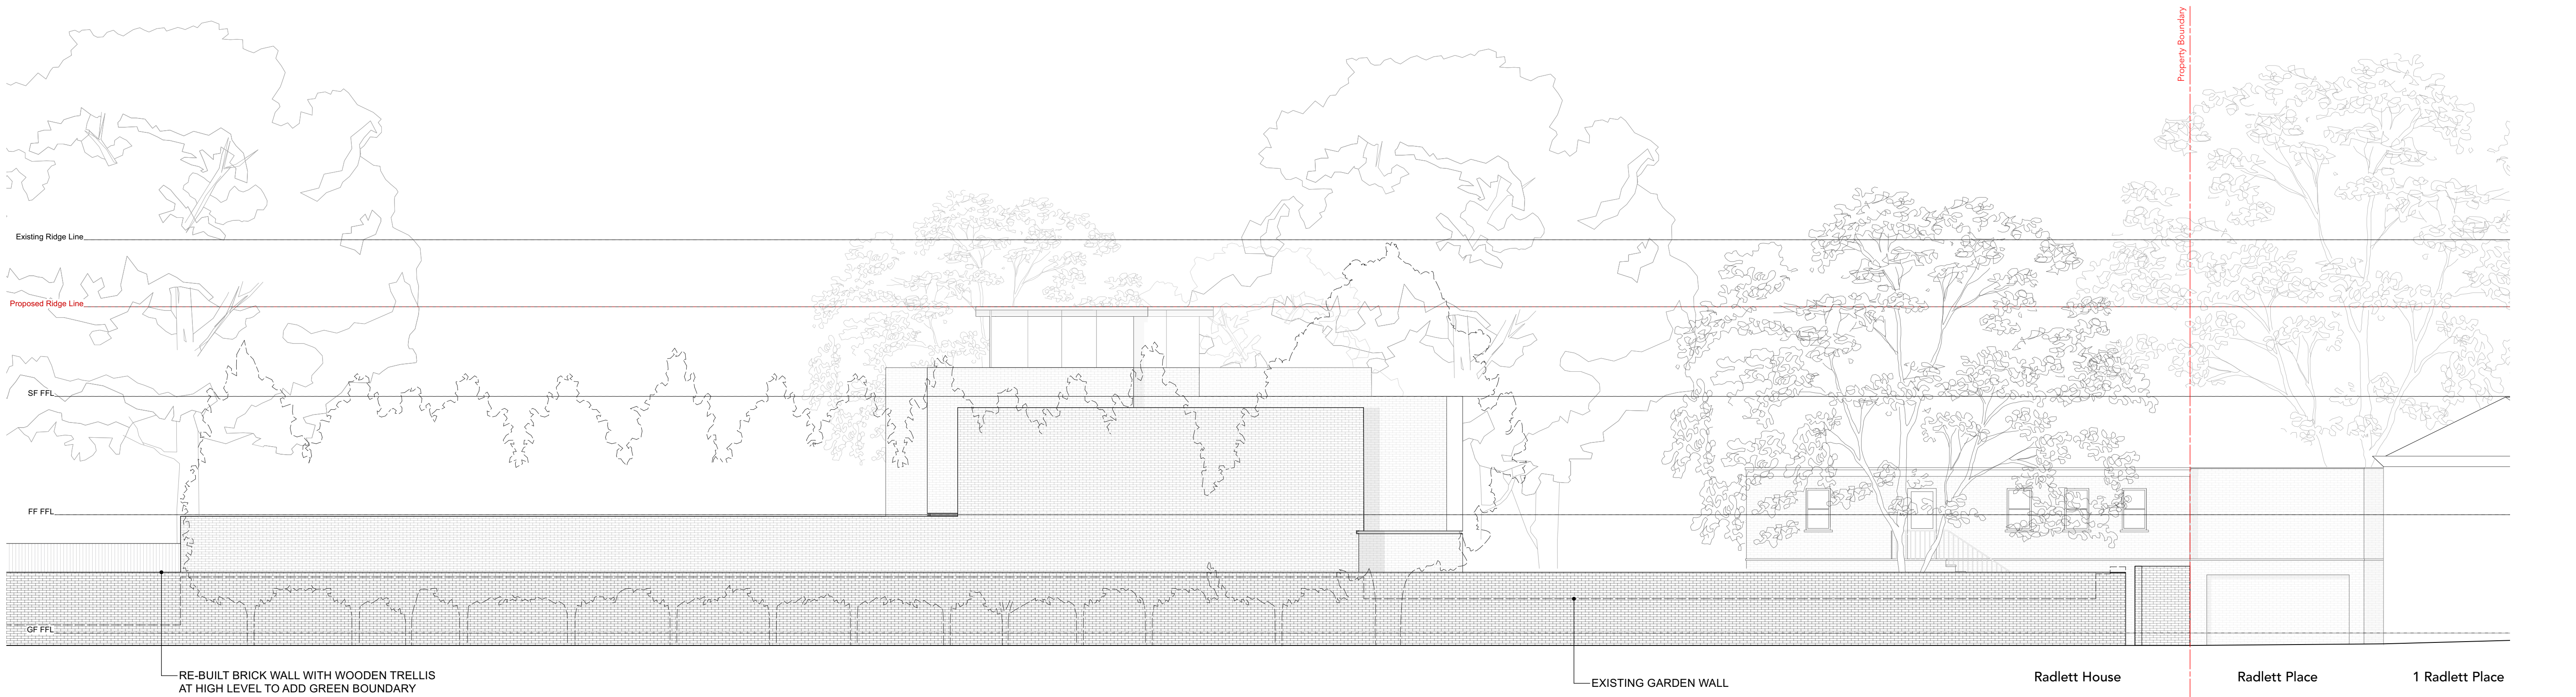 Property Boundary
Existing Ridge Line
Proposed Ridge Line
SF FFL
FF FFL
GF FFL
RE-BUILT BRICK WALL WITH WOODEN TRELLIS
AT HIGH LEVEL TO ADD GREEN BOUNDARY
EXISTING GARDEN WALL
Radlett House
Radlett Place
1 Radlett Place